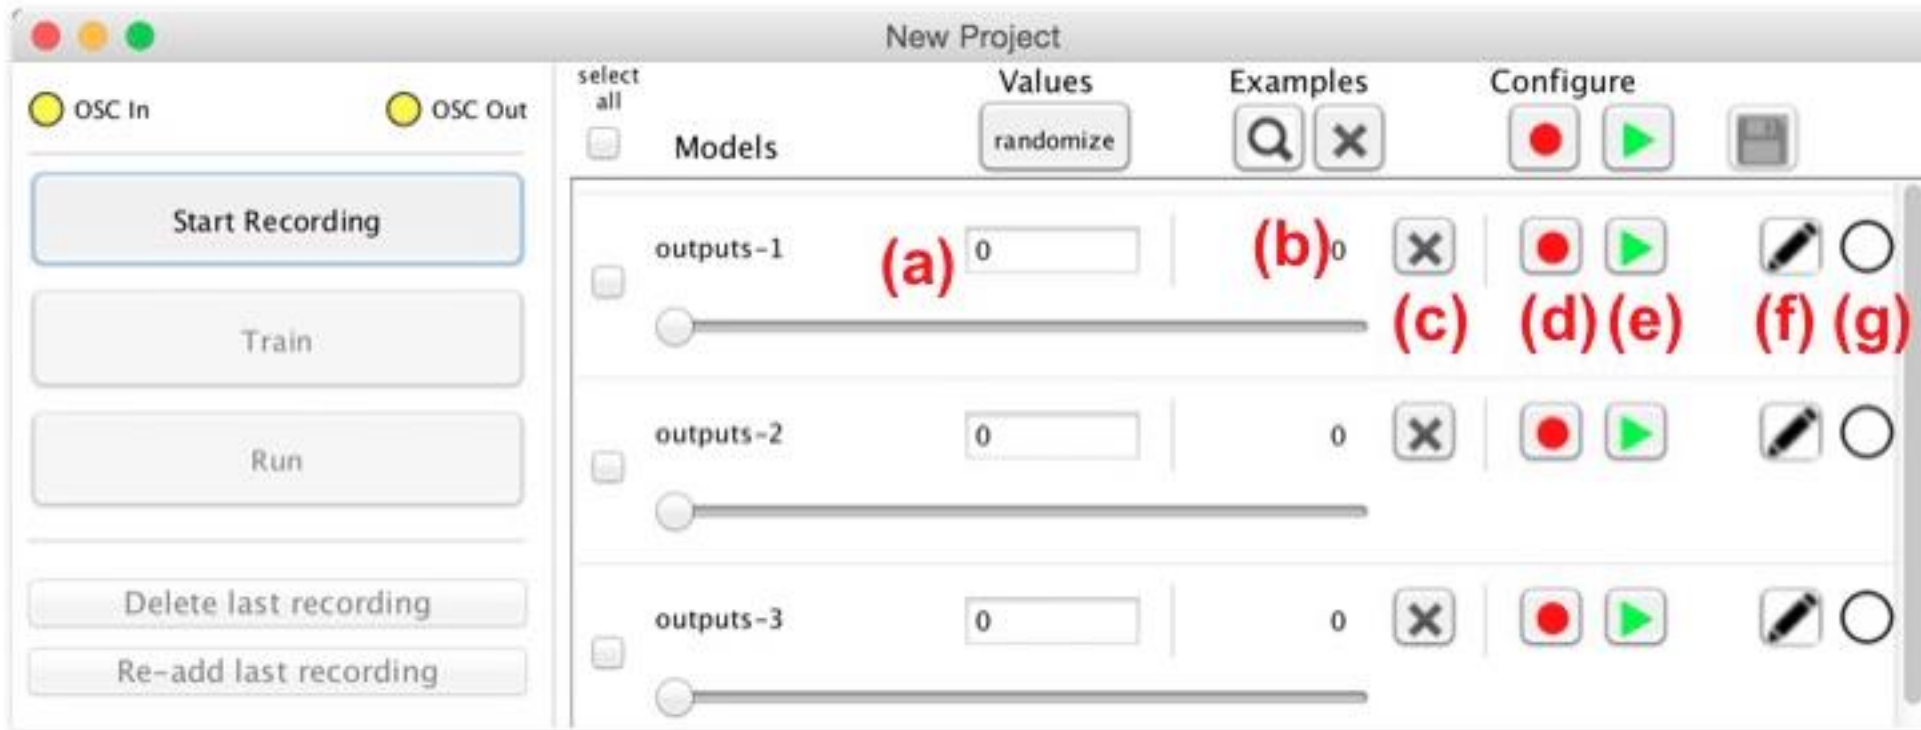 New Project
OSC In
OSC Out
Start Recording
Train
Run
Delete last recording
Re-add last recording
select
all
Models
Values
randomize
Examples
Configure
outputs-1 (a) 0 (b) 0
(c) (d) (e) (f) (g)
outputs-2 0 0
outputs-3 0 0